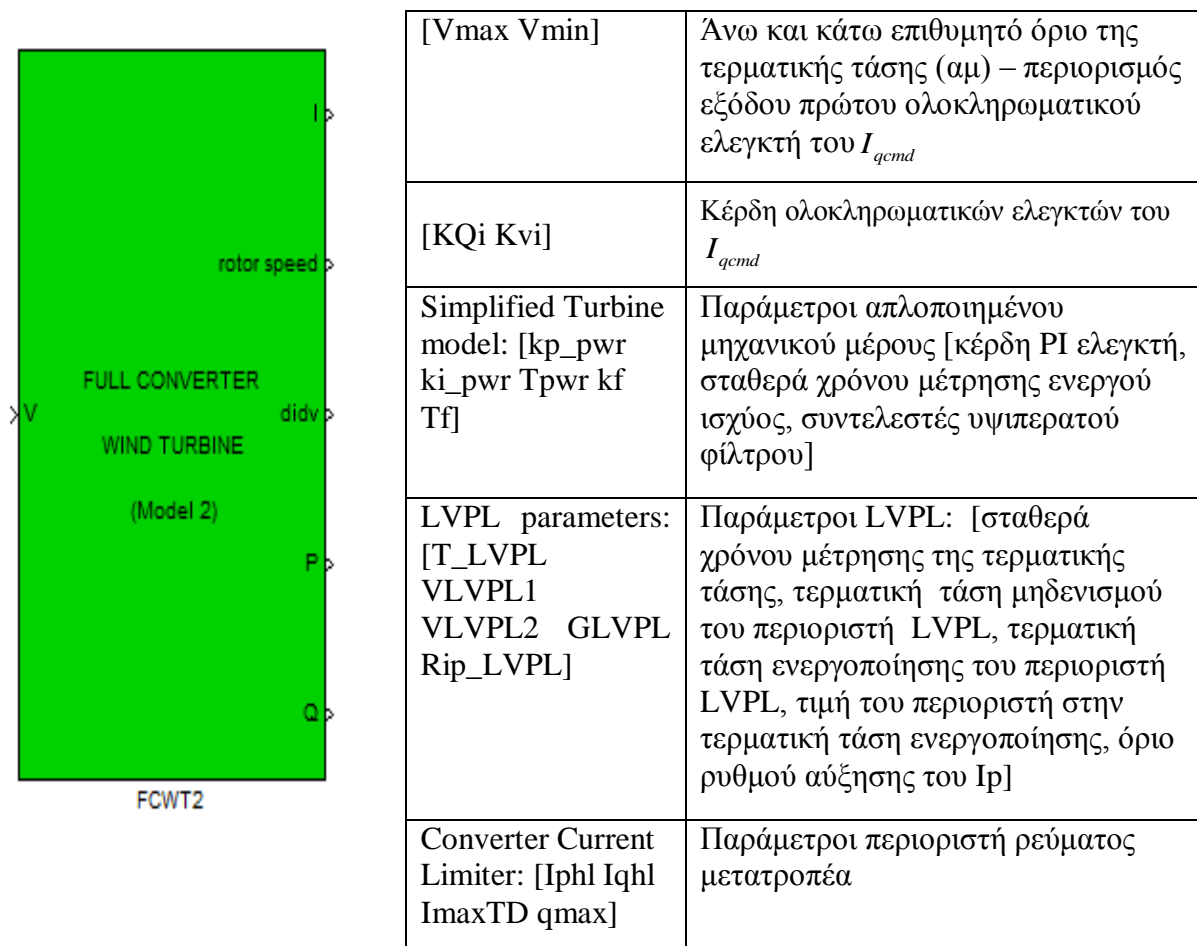 I
rotor speed
FULL CONVERTER
V
didv
WIND TURBINE
(Model 2)
P
Q
FCWT2
[Vmax Vmin]
Άνω και κάτω επιθυμητό όριο της
τερματικής τάσης (αμ) – περιορισμός
εξόδου πρώτου ολοκληρωματικού
ελεγκτή του I_{qcmd}
[KQi Kvi]
Κέρδη ολοκληρωματικών ελεγκτών του
I_{qcmd}
Simplified Turbine
model: [kp_pwr
ki_pwr Tpwr kf
Tf]
Παράμετροι απλοποιημένου
μηχανικού μέρους [κέρδη PI ελεγκτή,
σταθερά χρόνου μέτρησης ενεργού
ισχύος, συντελεστές υψιπερατού
φίλτρου]
LVPL parameters:
[T_LVPL
VLVPL1
VLVPL2 GLVPL
Rip_LVPL]
Παράμετροι LVPL: [σταθερά
χρόνου μέτρησης της τερματικής
τάσης, τερματική τάση μηδενισμού
του περιοριστή LVPL, τερματική
τάση ενεργοποίησης του περιοριστή
LVPL, τιμή του περιοριστή στην
τερματική τάση ενεργοποίησης, όριο
ρυθμού αύξησης του Ip]
Converter Current
Limiter: [Iphl Iqhl
ImaxTD qmax]
Παράμετροι περιοριστή ρεύματος
μετατροπέα